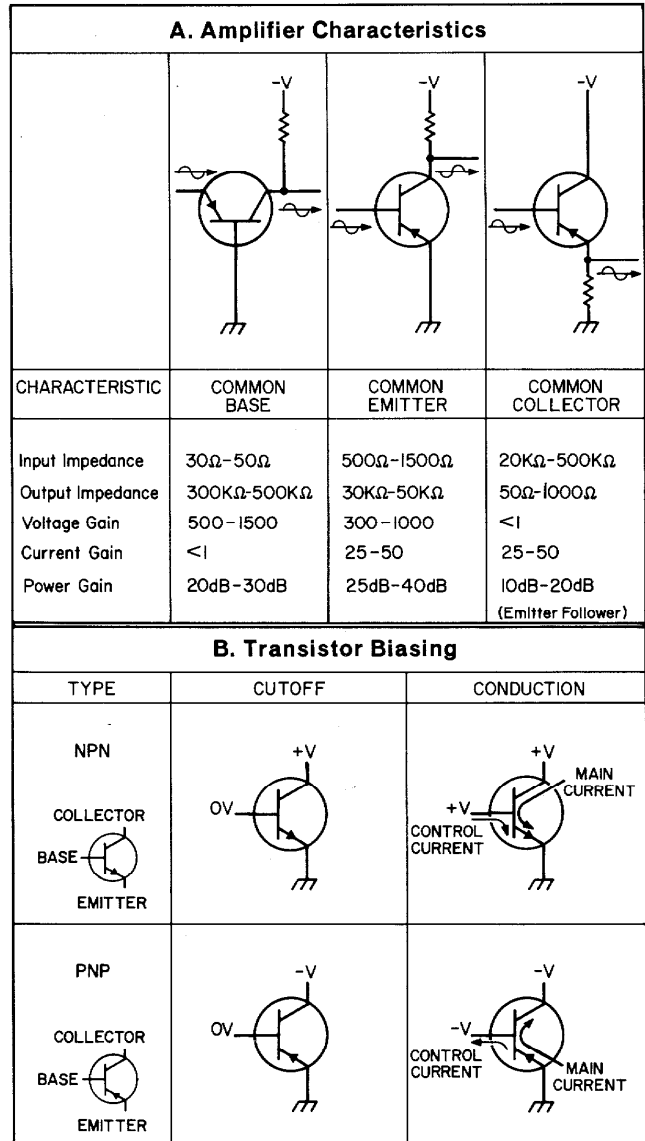 A. Amplifier Characteristics
-V -V -V
CHARACTERISTIC COMMON BASE COMMON EMITTER COMMON COLLECTOR
Input Impedance 30Ω-50Ω 500Ω-1500Ω 20KΩ-500KΩ
Output Impedance 300KΩ-500KΩ 30KΩ-50KΩ 50Ω-1000Ω
Voltage Gain 500-1500 300-1000 <1
Current Gain <1 25-50 25-50
Power Gain 20dB-30dB 25dB-40dB 10dB-20dB
(Emitter Follower)
B. Transistor Biasing
TYPE CUTOFF CONDUCTION
NPN
COLLECTOR
BASE
EMITTER
+V
0V
+V
MAIN
CURRENT
+V
CONTROL
CURRENT
PNP
COLLECTOR
BASE
EMITTER
-V
0V
-V
-V
CONTROL
CURRENT
MAIN
CURRENT